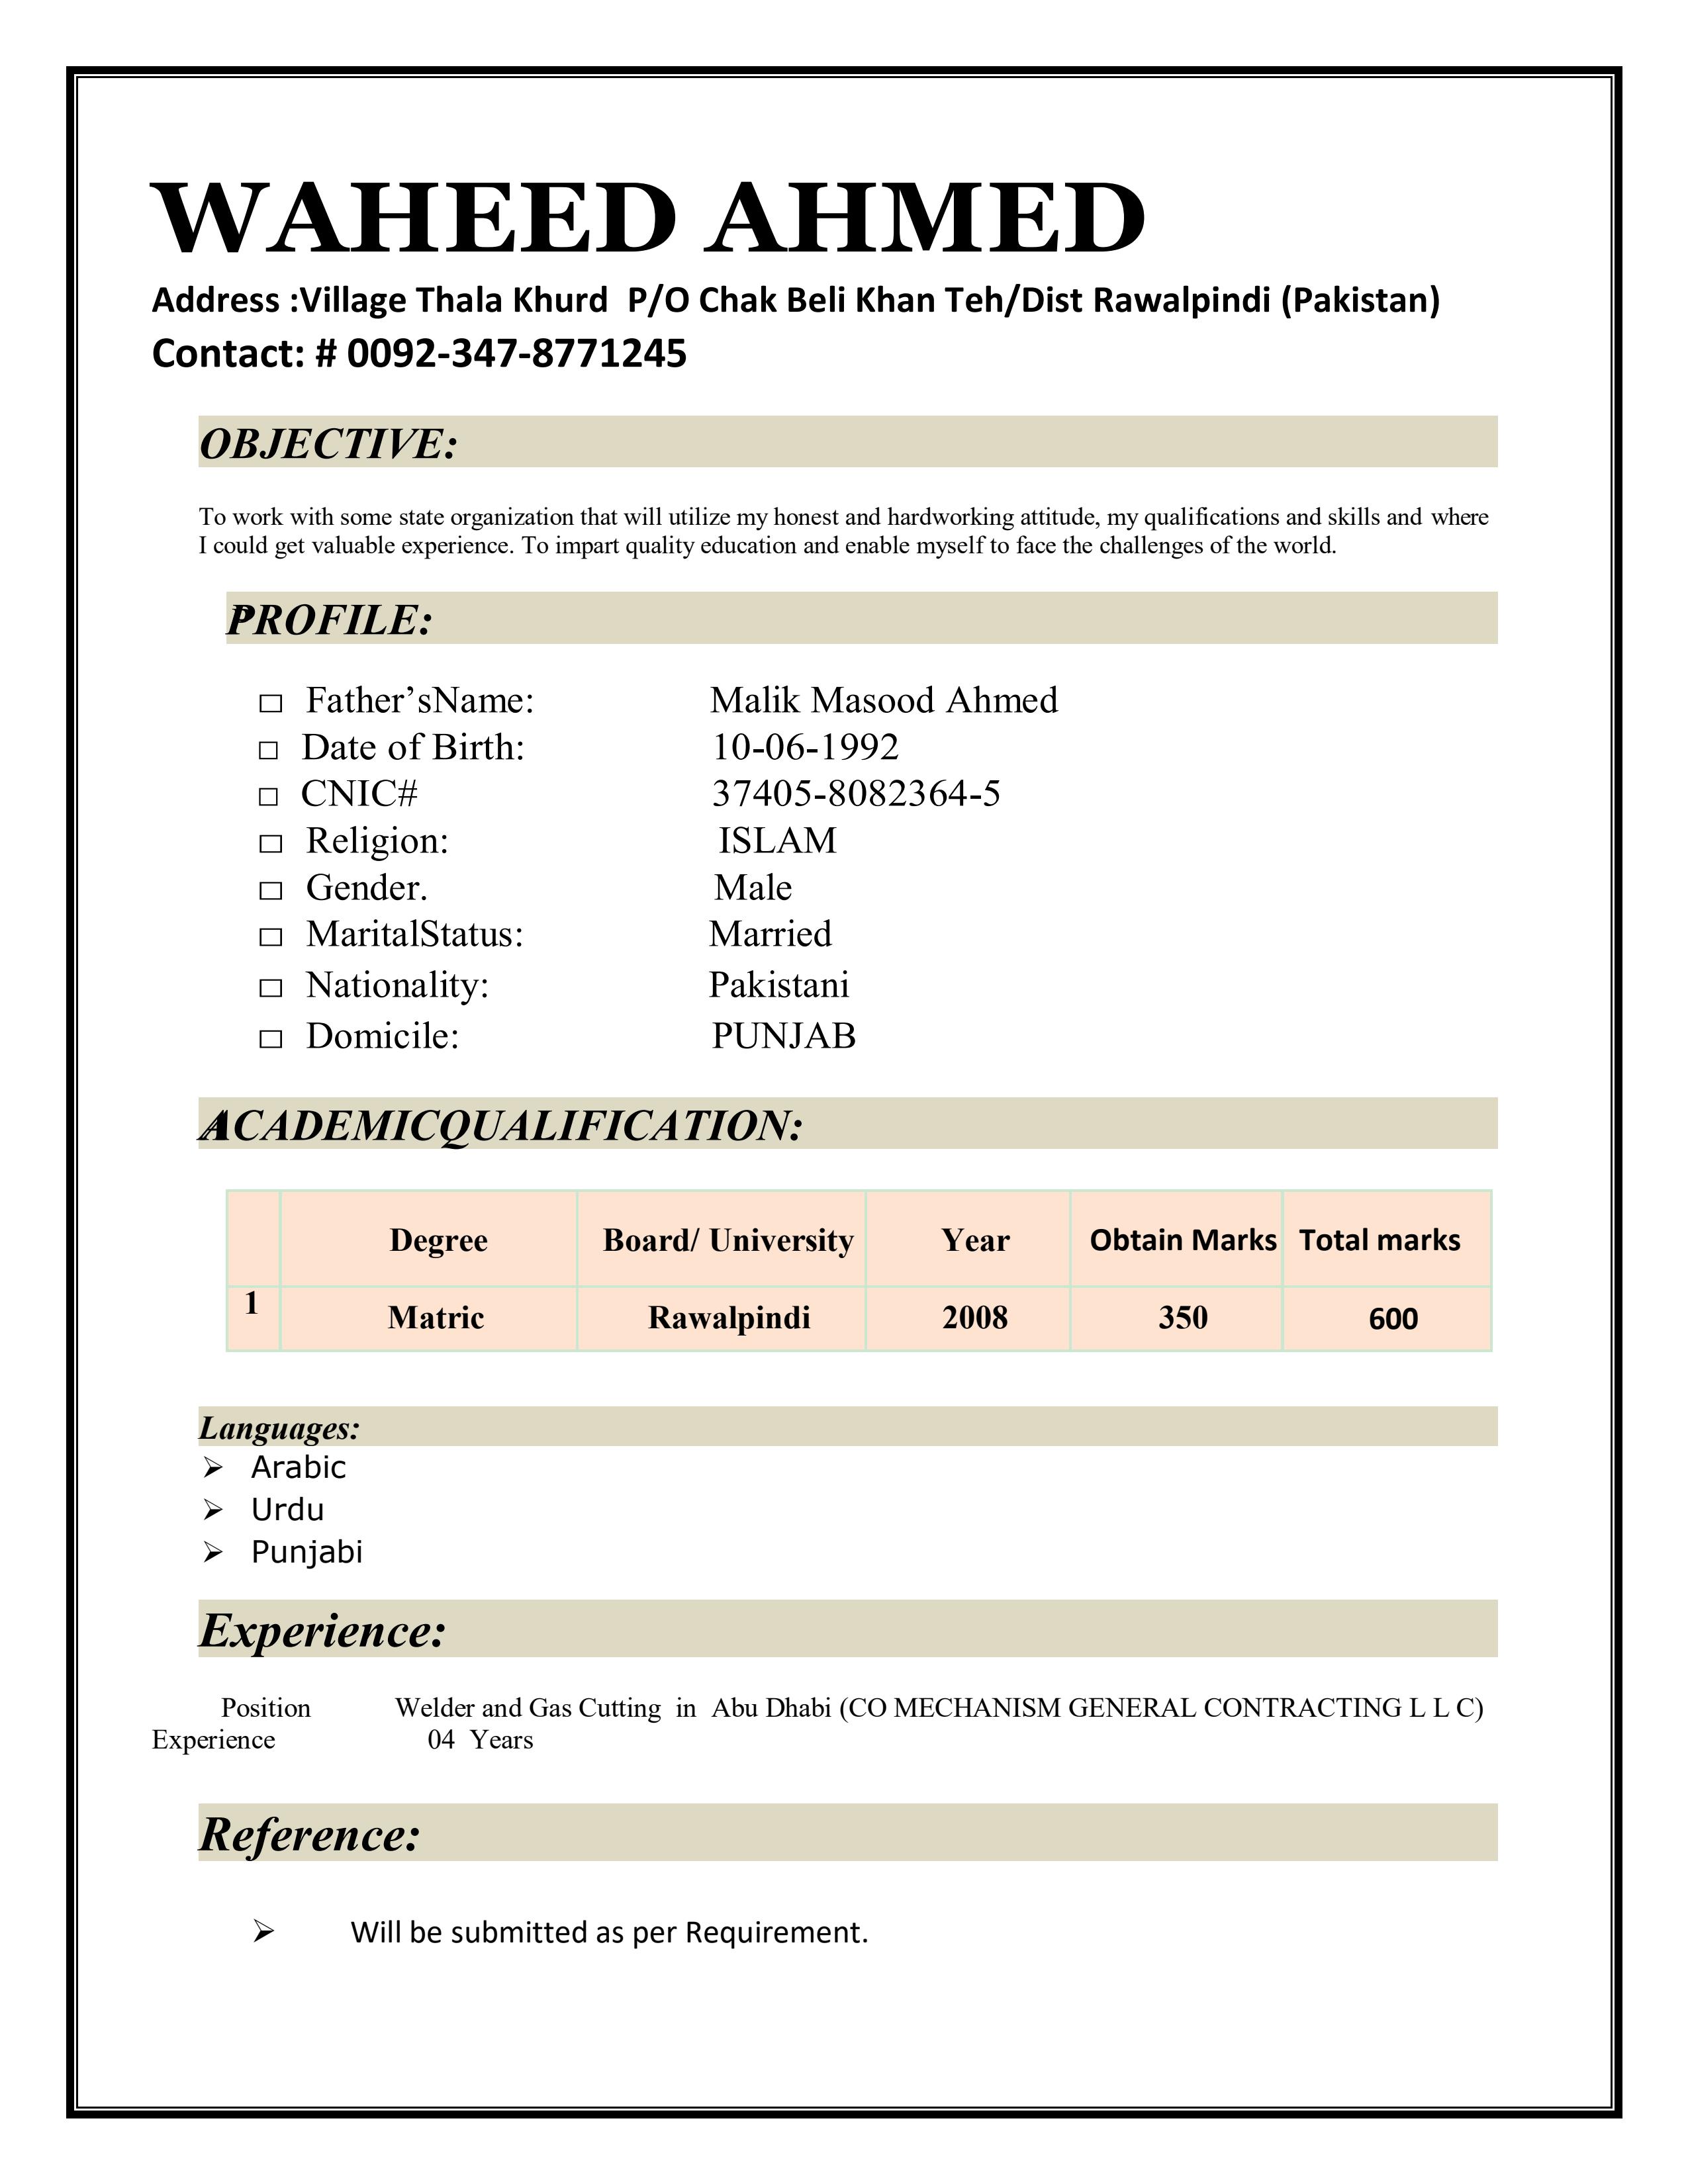 WAHEED AHMED
Address :Village Thala Khurd P/O Chak Beli Khan Teh/Dist Rawalpindi (Pakistan)
Contact: # 0092-347-8771245
OBJECTIVE:
To work with some state organization that will utilize my honest and hardworking attitude, my qualifications and skills and where
I could get valuable experience. To impart quality education and enable myself to face the challenges of the world.
PROFILE:
Father’sName: Malik Masood Ahmed
Date of Birth: 10-06-1992
CNIC# 37405-8082364-5
Religion: ISLAM
Gender. Male
MaritalStatus: Married
Nationality: Pakistani
Domicile: PUNJAB
ACADEMICQUALIFICATION:
Degree Board/ University Year Obtain Marks Total marks
1 Matric Rawalpindi 2008 350 600
Languages:
Arabic
Urdu
Punjabi
Experience:
Position Welder and Gas Cutting in Abu Dhabi (CO MECHANISM GENERAL CONTRACTING L L C)
Experience 04 Years
Reference:
Will be submitted as per Requirement.